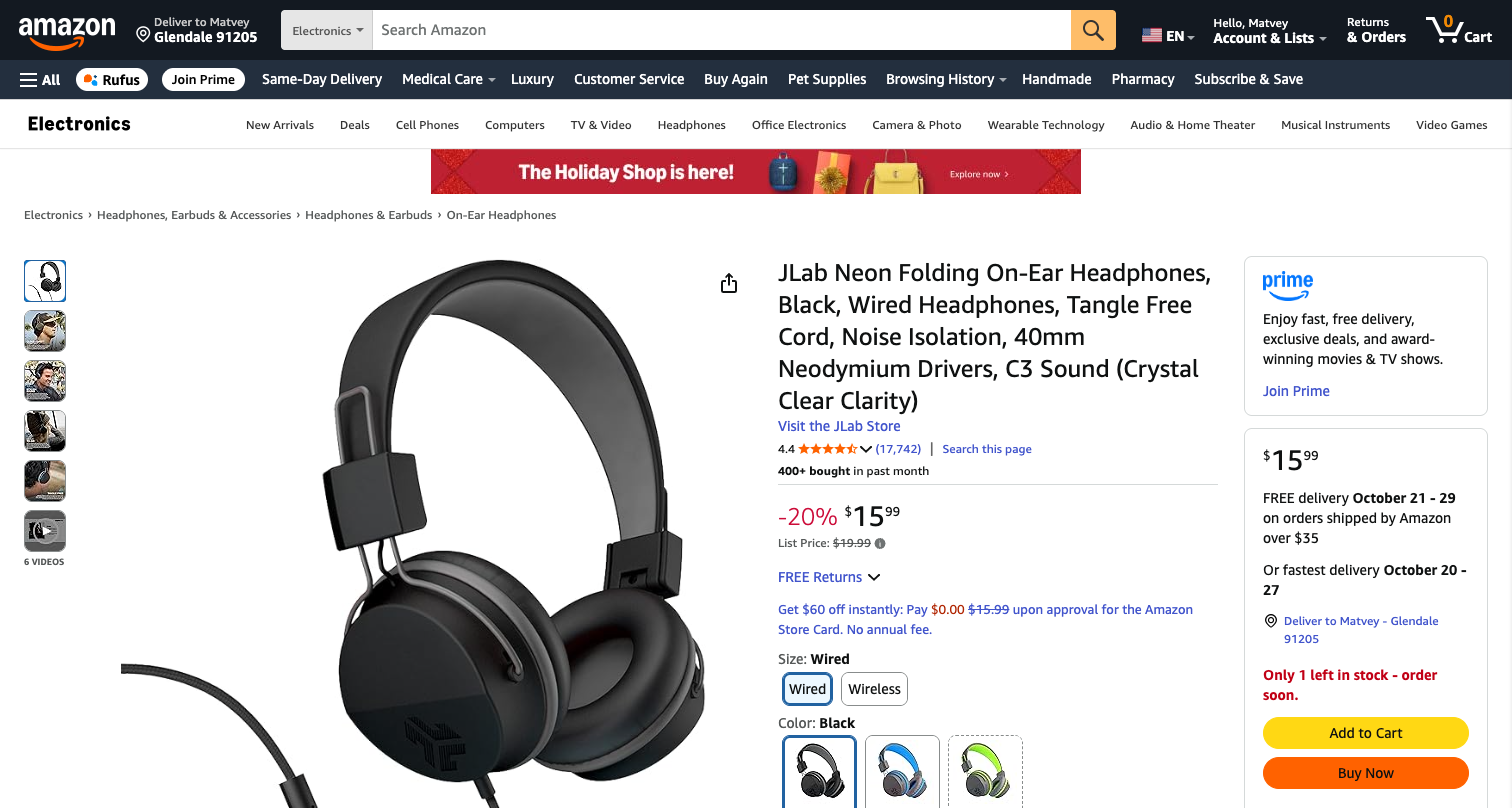 amazon
Deliver to Matvey
Glendale 91205
Electronics
Search Amazon
EN
Hello, Matvey
Account & Lists
Returns
& Orders
0
Cart
All
Rufus
Join Prime
Same-Day Delivery
Medical Care
Luxury
Customer Service
Buy Again
Pet Supplies
Browsing History
Handmade
Pharmacy
Subscribe & Save
Electronics
New Arrivals
Deals
Cell Phones
Computers
TV & Video
Headphones
Office Electronics
Camera & Photo
Wearable Technology
Audio & Home Theater
Musical Instruments
Video Games
The Holiday Shop is here!
Explore now ›
Electronics › Headphones, Earbuds & Accessories › Headphones & Earbuds › On-Ear Headphones
6 VIDEOS
JLab Neon Folding On-Ear Headphones,
Black, Wired Headphones, Tangle Free
Cord, Noise Isolation, 40mm
Neodymium Drivers, C3 Sound (Crystal
Clear Clarity)
Visit the JLab Store
4.4 (17,742) | Search this page
400+ bought in past month
-20% $15 99
List Price: $19.99
FREE Returns
Get $60 off instantly: Pay $0.00 $15.99 upon approval for the Amazon
Store Card. No annual fee.
Size: Wired
Wired
Wireless
Color: Black
prime
Enjoy fast, free delivery,
exclusive deals, and award-
winning movies & TV shows.
Join Prime
$15 99
FREE delivery October 21 - 29
on orders shipped by Amazon
over $35
Or fastest delivery October 20 -
27
Deliver to Matvey - Glendale
91205
Only 1 left in stock - order
soon.
Add to Cart
Buy Now